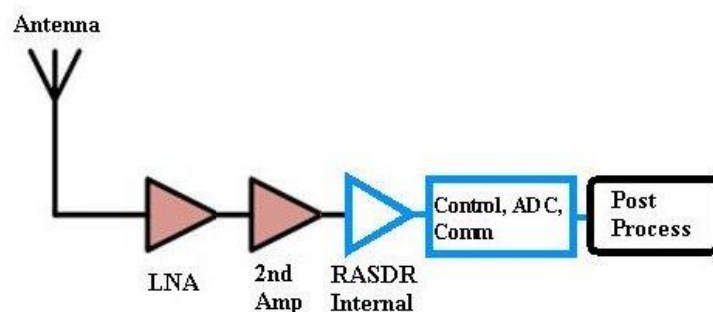 Antenna
LNA
2nd
Amp
RASDR
Internal
Control, ADC,
Comm
Post
Process